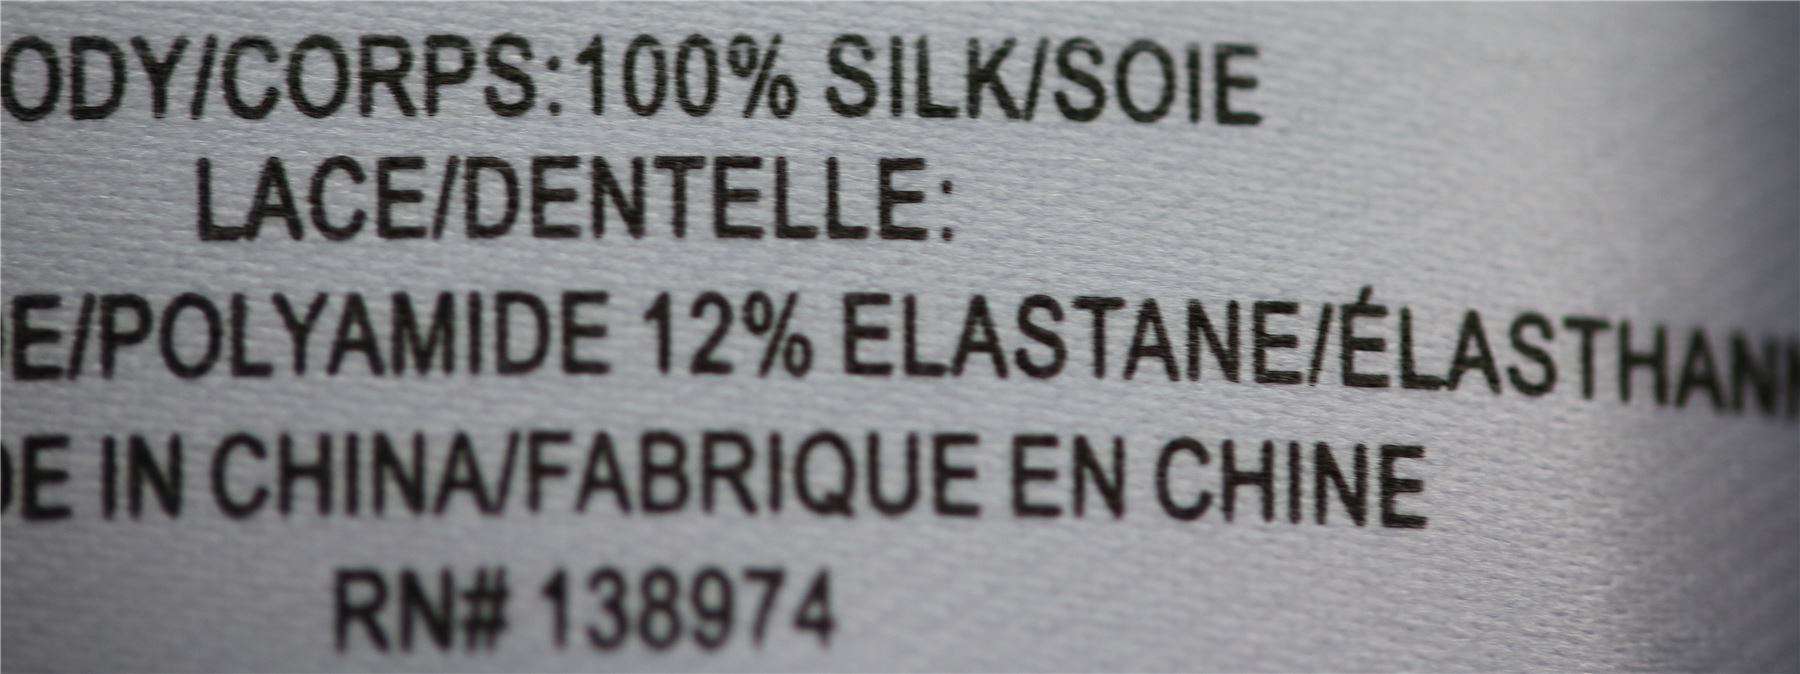 ODY/CORPS:100% SILK/SOIE
LACE/DENTELLE:
E/POLYAMIDE 12% ELASTANE/ÉLASTHAN
DE IN CHINA/FABRIQUE EN CHINE
RN# 138974